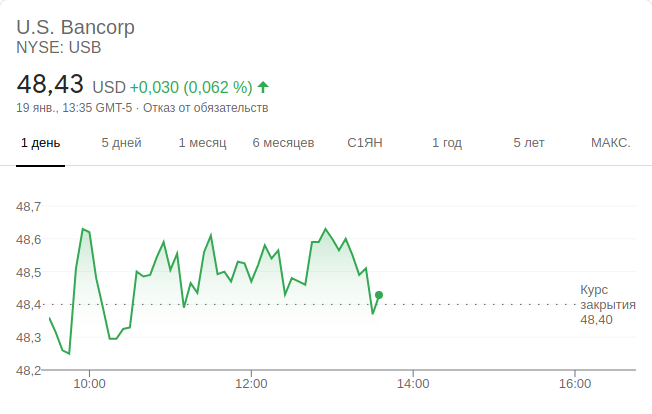 U.S. Bancorp
NYSE: USB
48,43 USD +0,030 (0,062 %)
19 янв., 13:35 GMT-5 · Отказ от обязательств
1 день 5 дней 1 месяц 6 месяцев С1ЯН 1 год 5 лет МАКС.
48,7
48,6
48,5
48,4
48,3
48,2
Курс
закрытия
48,40
10:00 12:00 14:00 16:00